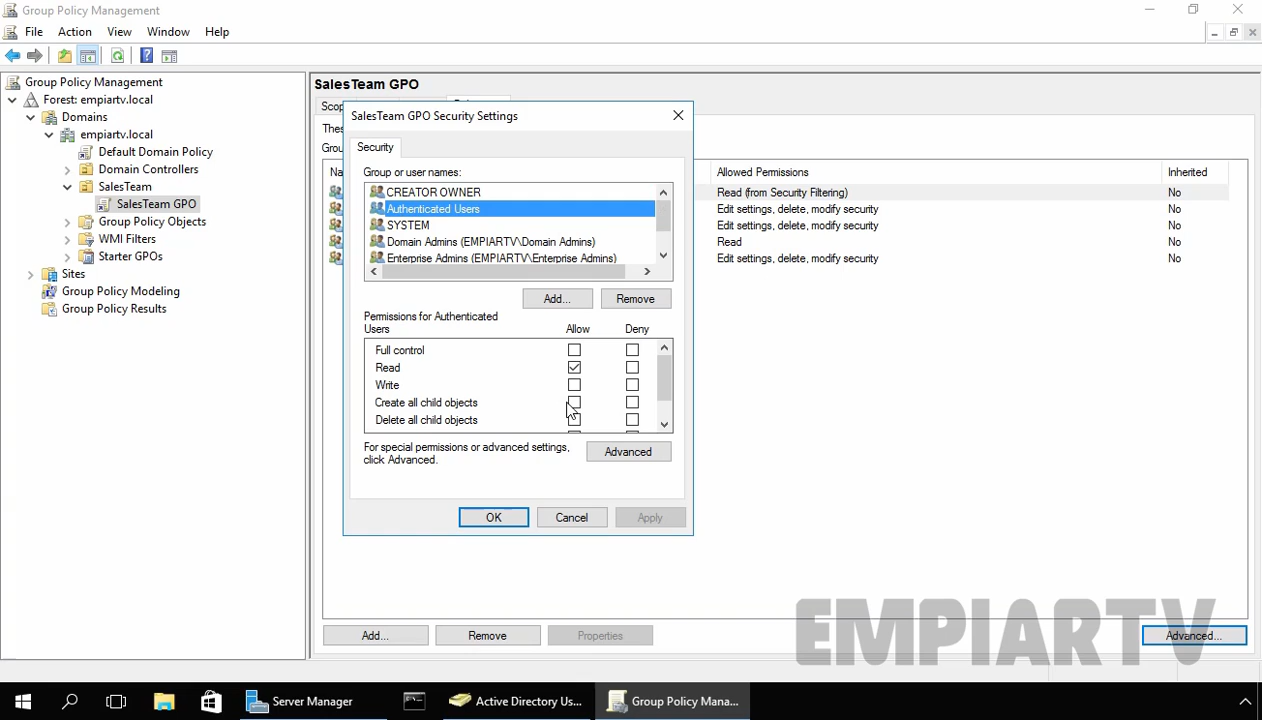 Group Policy Management
File Action View Window Help
Group Policy Management
Forest: empiartv.local
Domains
empiartv.local
Default Domain Policy
Domain Controllers
SalesTeam
SalesTeam GPO
Group Policy Objects
WMI Filters
Starter GPOs
Sites
Group Policy Modeling
Group Policy Results
SalesTeam GPO
Scop
Thes
Grou
Na
Allowed Permissions Inherited
Read (from Security Filtering) No
Edit settings, delete, modify security No
Edit settings, delete, modify security No
Read No
Edit settings, delete, modify security No
SalesTeam GPO Security Settings
Security
Group or user names:
CREATOR OWNER
Authenticated Users
SYSTEM
Domain Admins (EMPIARTV\Domain Admins)
Enterprise Admins (EMPIARTV\Enterprise Admins)
Add... Remove
Permissions for Authenticated
Users Allow Deny
Full control
Read
Write
Create all child objects
Delete all child objects
For special permissions or advanced settings,
click Advanced.
Advanced
OK Cancel Apply
Add... Remove Properties Advanced...
EMPIARTV
Server Manager Active Directory Us... Group Policy Mana...